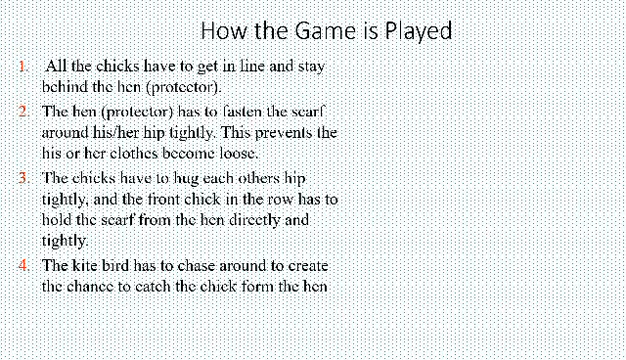 How the Game is Played
1. All the chicks have to get in line and stay
behind the hen (protector).
2. The hen (protector) has to fasten the scarf
around his/her hip tightly. This prevents the
his or her clothes become loose.
3. The chicks have to hug each others hip
tightly, and the front chick in the row has to
hold the scarf from the hen directly and
tightly.
4. The kite bird has to chase around to create
the chance to catch the chick form the hen